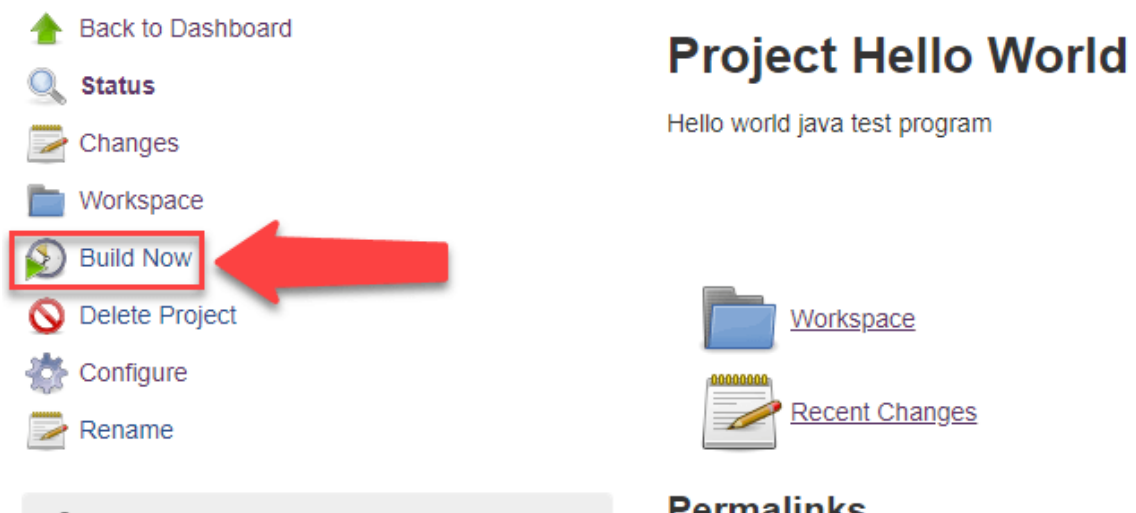 Back to Dashboard
Status
Changes
Workspace
Build Now
Delete Project
Configure
Rename
Project Hello World
Hello world java test program
Workspace
Recent Changes
Permalinks